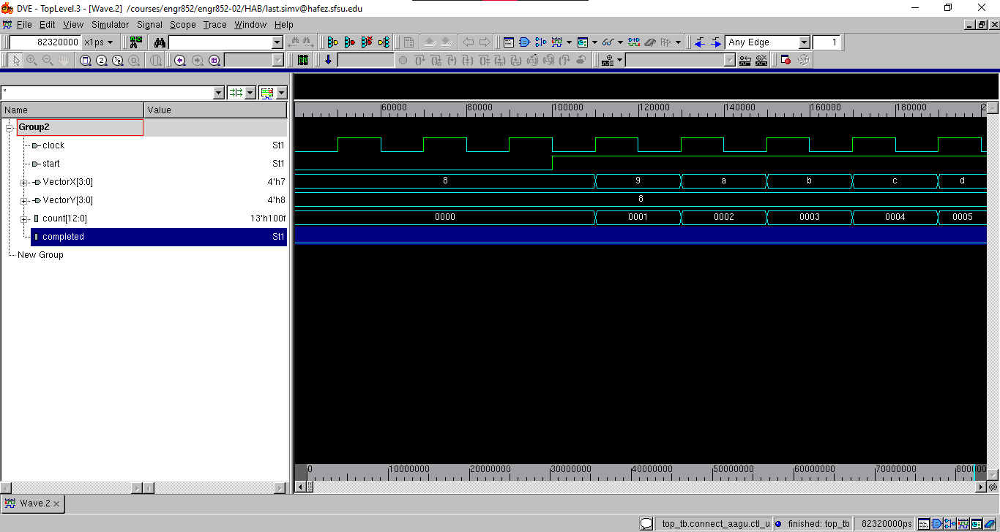 DVE - TopLevel.3 - [Wave.2] /courses/engr852/engr852-02/HAB/last.simv@hafez.sfsu.edu
File Edit View Simulator Signal Scope Trace Window Help
82320000 x1ps Any Edge 1
*
Name Value
60000 80000 100000 120000 140000 160000 180000
Group2
clock St1
start St1
VectorX[3:0] 4'h7 8 9 a b c d
VectorY[3:0] 4'h8 8
count[12:0] 13'h100f 0000 0001 0002 0003 0004 0005
completed St1
New Group
0 10000000 20000000 30000000 40000000 50000000 60000000 70000000
Wave.2
top_tb.connect_aagu.ctl_u finished: top_tb 82320000ps